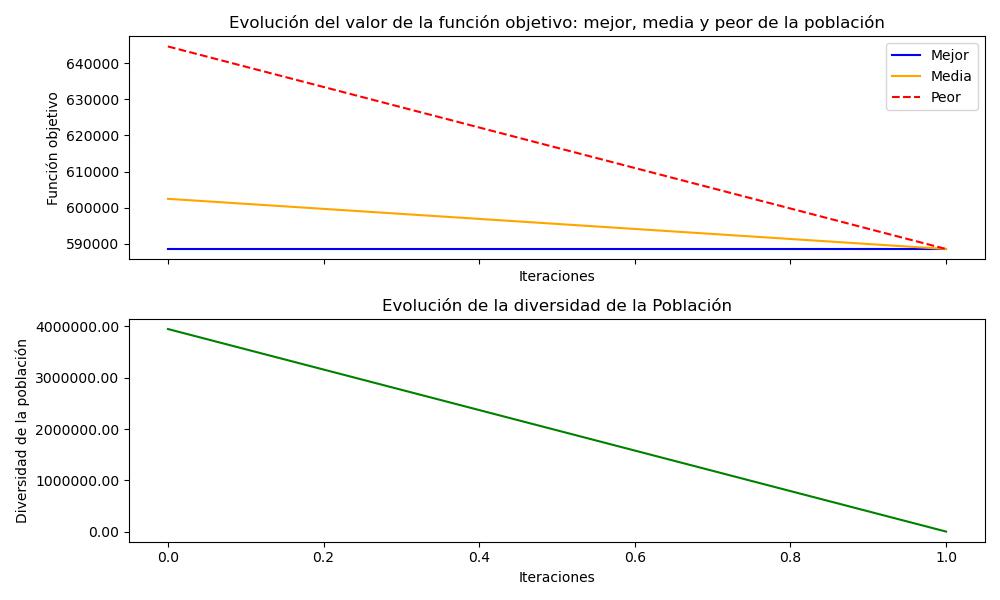 Evolución del valor de la función objetivo: mejor, media y peor de la población
Función objetivo
640000
630000
620000
610000
600000
590000
Mejor
Media
Peor
Iteraciones
Evolución de la diversidad de la Población
Diversidad de la población
4000000.00
3000000.00
2000000.00
1000000.00
0.00
0.0 0.2 0.4 0.6 0.8 1.0
Iteraciones